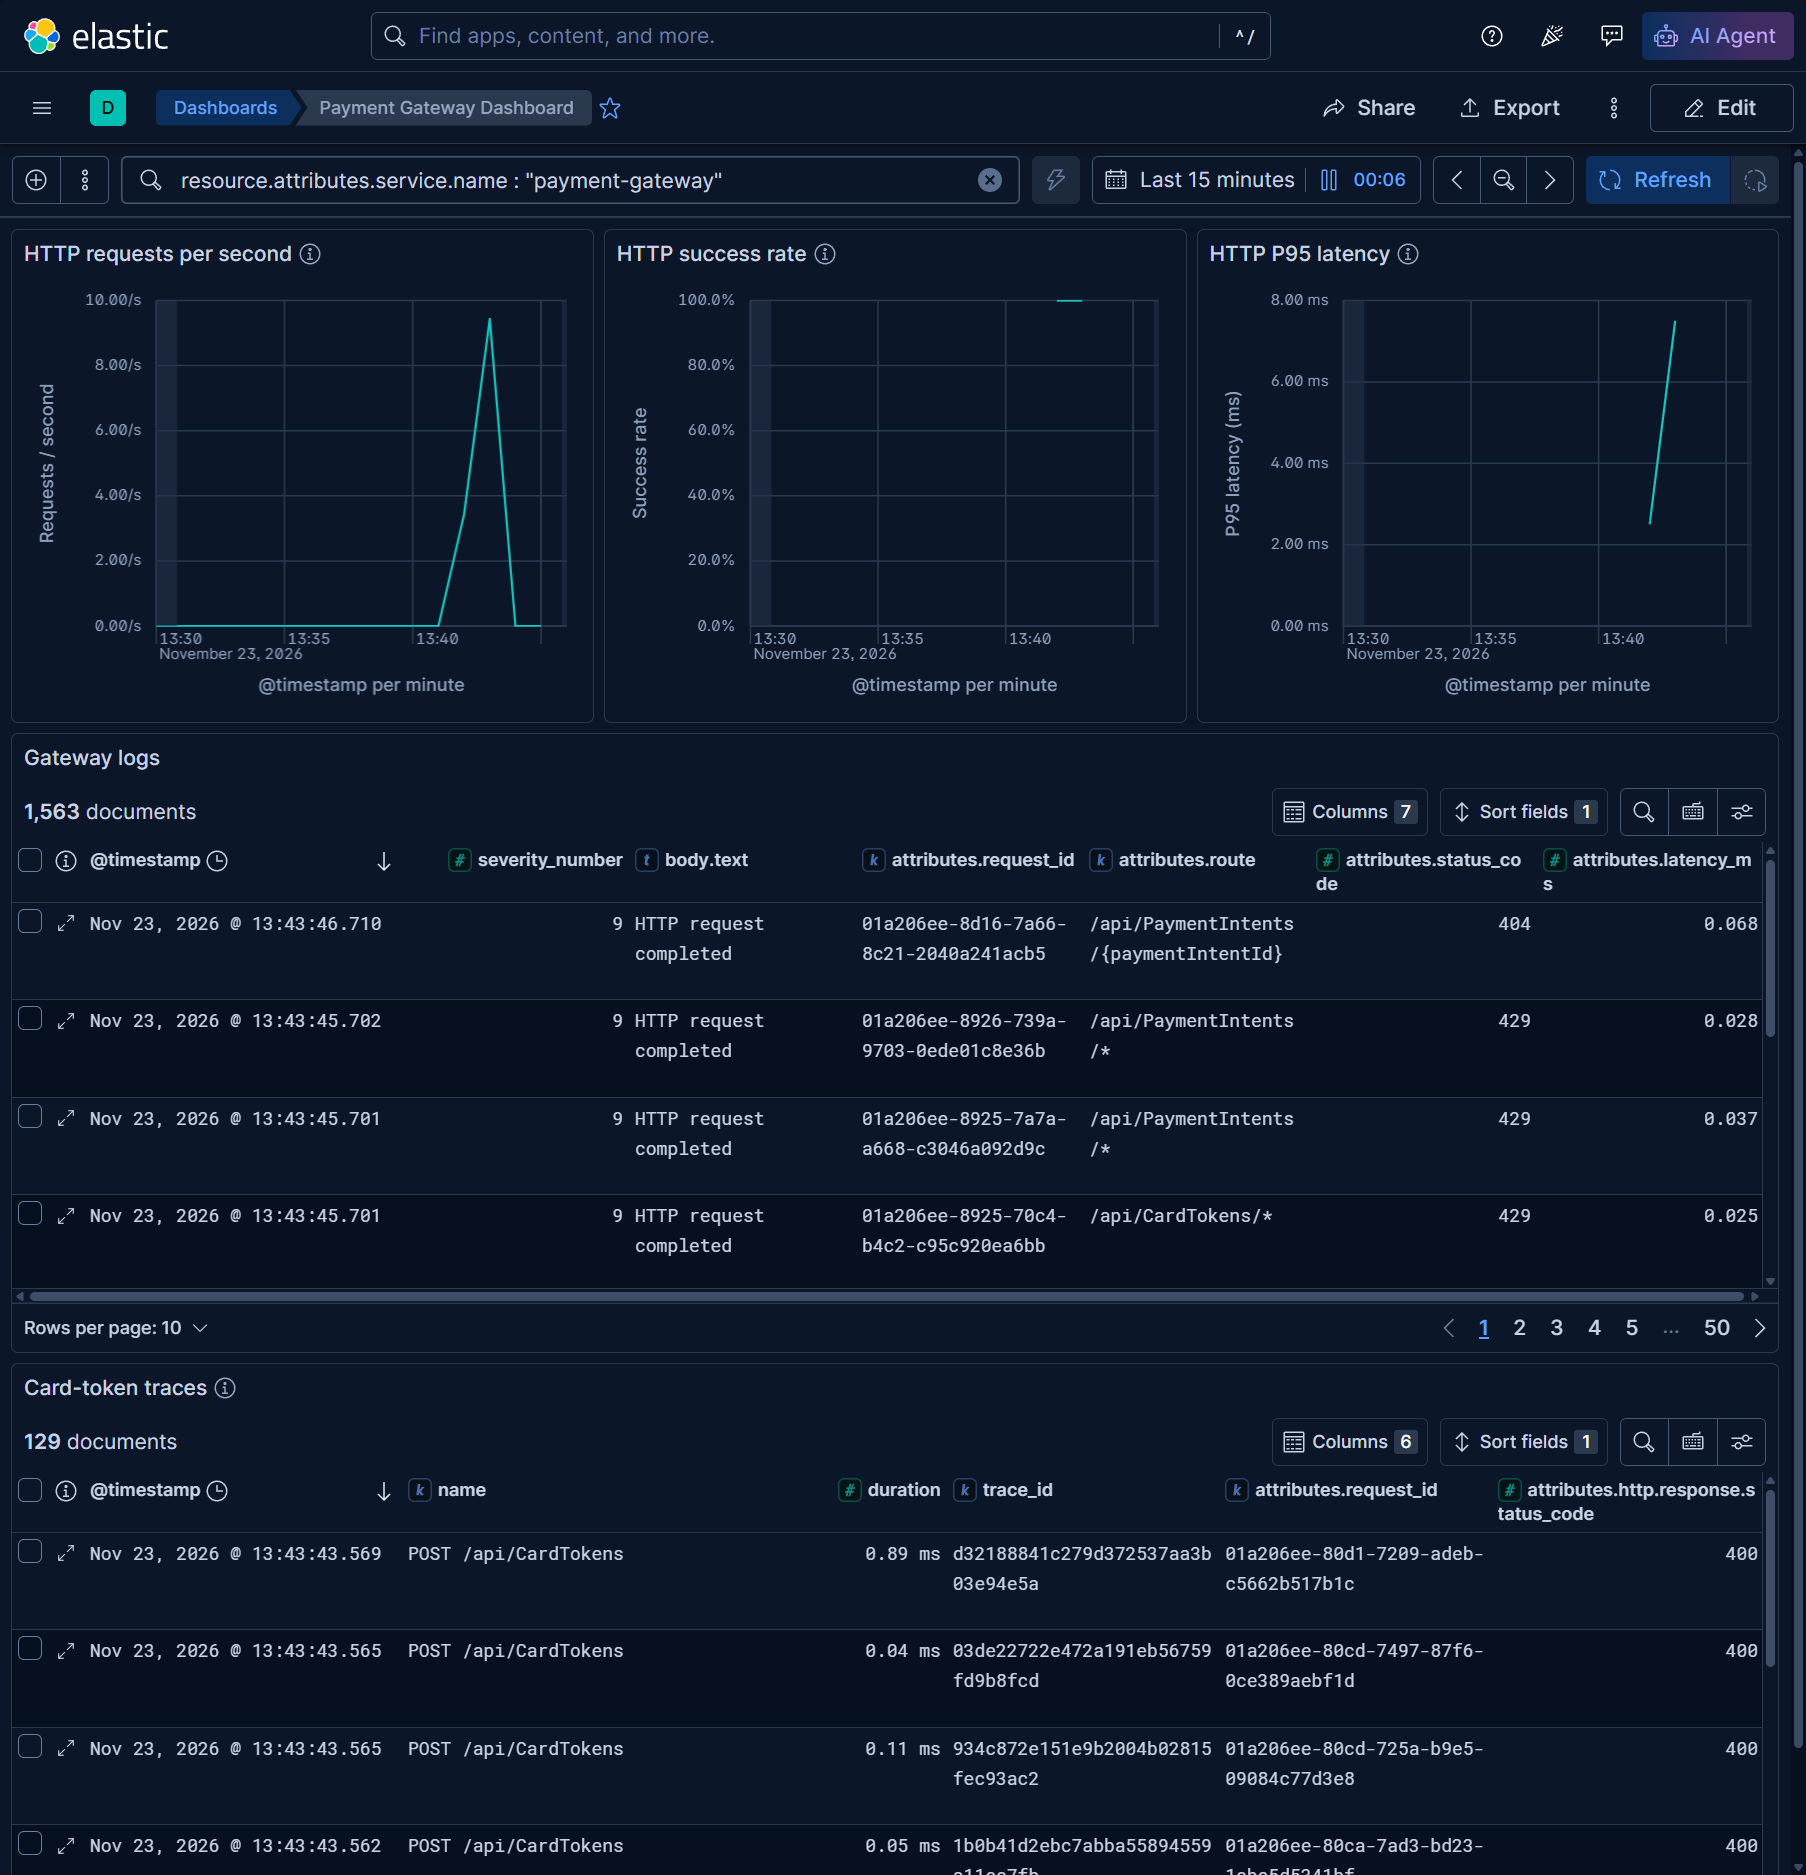 elastic
Find apps, content, and more.
^ /
AI Agent
D
Dashboards
Payment Gateway Dashboard
Share
Export
Edit
resource.attributes.service.name : "payment-gateway"
Last 15 minutes
00:06
Refresh
HTTP requests per second
10.00/s
8.00/s
6.00/s
4.00/s
2.00/s
0.00/s
Requests / second
13:30
13:35
13:40
November 23, 2026
@timestamp per minute
HTTP success rate
100.0%
80.0%
60.0%
40.0%
20.0%
0.0%
Success rate
13:30
13:35
13:40
November 23, 2026
@timestamp per minute
HTTP P95 latency
8.00 ms
6.00 ms
4.00 ms
2.00 ms
0.00 ms
P95 latency (ms)
13:30
13:35
13:40
November 23, 2026
@timestamp per minute
Gateway logs
1,563 documents
Columns 7
Sort fields 1
@timestamp
# severity_number
t body.text
k attributes.request_id
k attributes.route
# attributes.status_co
de
# attributes.latency_m
s
Nov 23, 2026 @ 13:43:46.710
9
HTTP request
completed
01a206ee-8d16-7a66-
8c21-2040a241acb5
/api/PaymentIntents
/{paymentIntentId}
404
0.068
Nov 23, 2026 @ 13:43:45.702
9
HTTP request
completed
01a206ee-8926-739a-
9703-0ede01c8e36b
/api/PaymentIntents
/*
429
0.028
Nov 23, 2026 @ 13:43:45.701
9
HTTP request
completed
01a206ee-8925-7a7a-
a668-c3046a092d9c
/api/PaymentIntents
/*
429
0.037
Nov 23, 2026 @ 13:43:45.701
9
HTTP request
completed
01a206ee-8925-70c4-
b4c2-c95c920ea6bb
/api/CardTokens/*
429
0.025
Rows per page: 10
1
2
3
4
5
...
50
Card-token traces
129 documents
Columns 6
Sort fields 1
@timestamp
k name
# duration
k trace_id
k attributes.request_id
# attributes.http.response.s
tatus_code
Nov 23, 2026 @ 13:43:43.569
POST /api/CardTokens
0.89 ms
d32188841c279d372537aa3b
03e94e5a
01a206ee-80d1-7209-adeb-
c5662b517b1c
400
Nov 23, 2026 @ 13:43:43.565
POST /api/CardTokens
0.04 ms
03de22722e472a191eb56759
fd9b8fcd
01a206ee-80cd-7497-87f6-
0ce389aebf1d
400
Nov 23, 2026 @ 13:43:43.565
POST /api/CardTokens
0.11 ms
934c872e151e9b2004b02815
fec93ac2
01a206ee-80cd-725a-b9e5-
09084c77d3e8
400
Nov 23, 2026 @ 13:43:43.562
POST /api/CardTokens
0.05 ms
1b0b41d2ebc7abba55894559
01a206ee-80ca-7ad3-bd23-
400